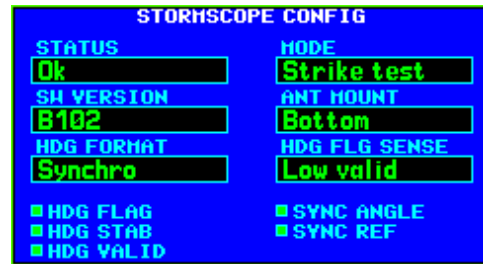 STORMSCOPE CONFIG
STATUS MODE
Ok Strike test
SW VERSION ANT MOUNT
B102 Bottom
HDG FORMAT HDG FLG SENSE
Synchro Low valid
HDG FLAG SYNC ANGLE
HDG STAB SYNC REF
HDG VALID